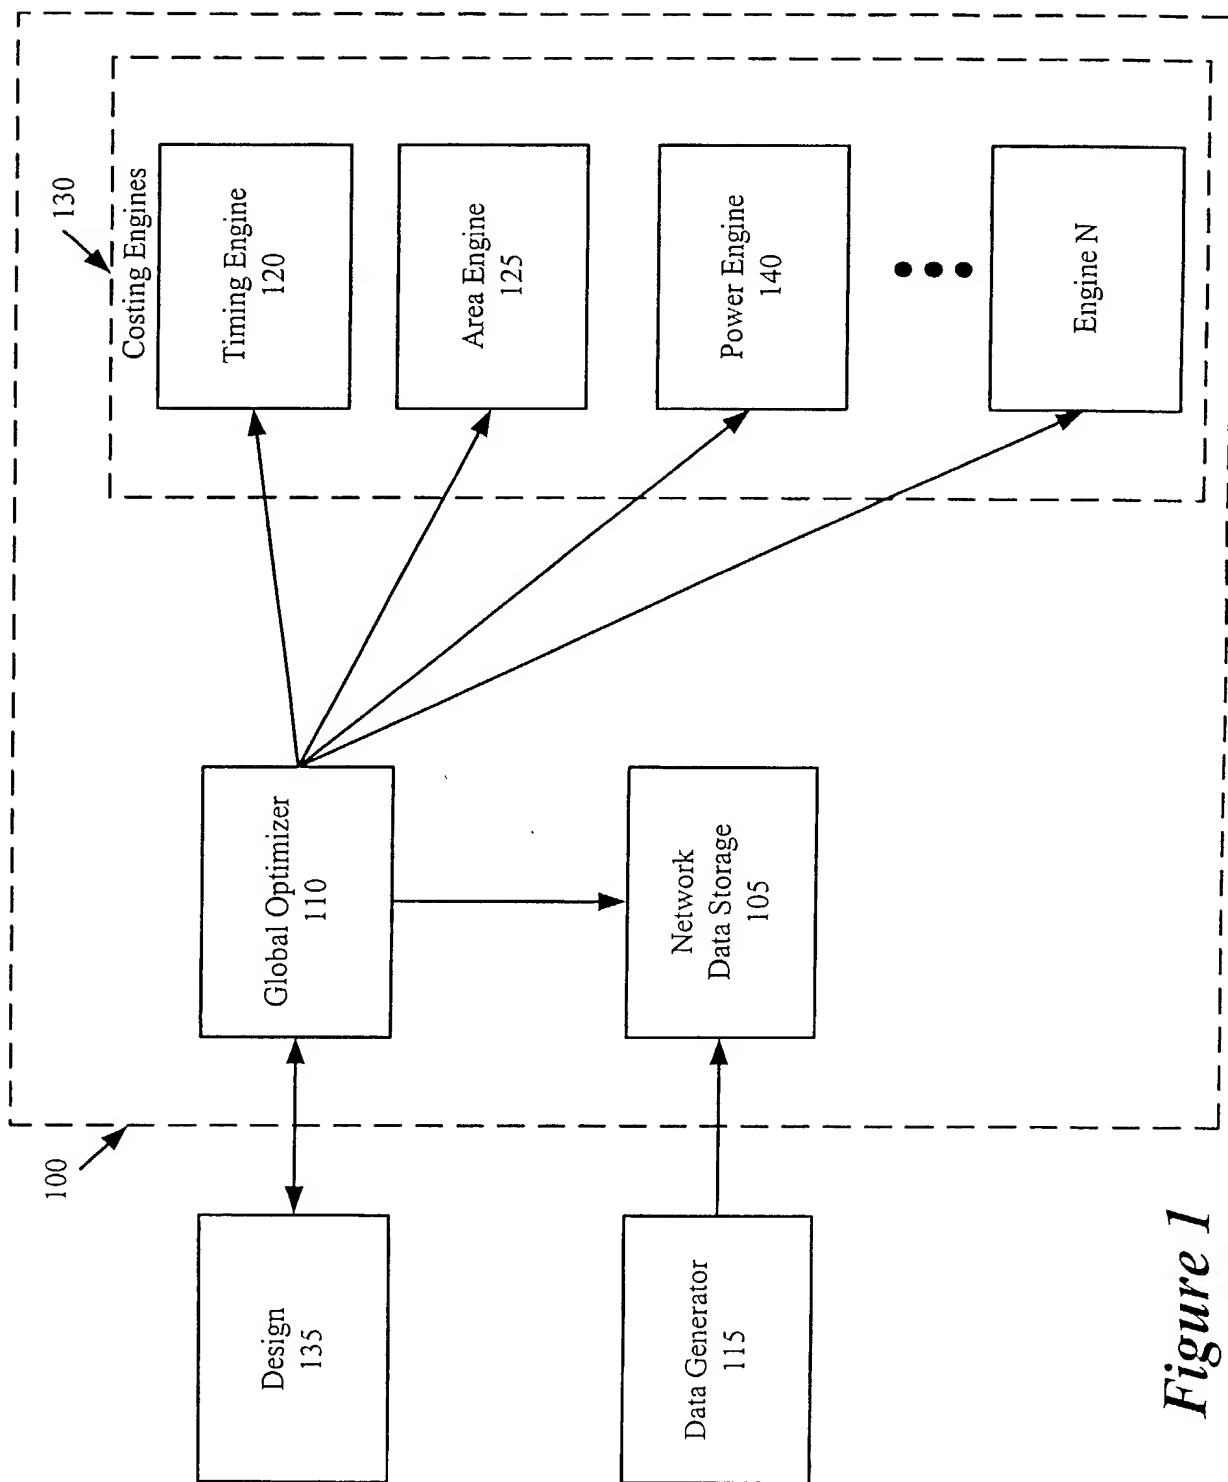 100
130
Costing Engines
Design
135
Global Optimizer
110
Timing Engine
120
Area Engine
125
Data Generator
115
Network
Data Storage
105
Power Engine
140
Engine N
Figure 1